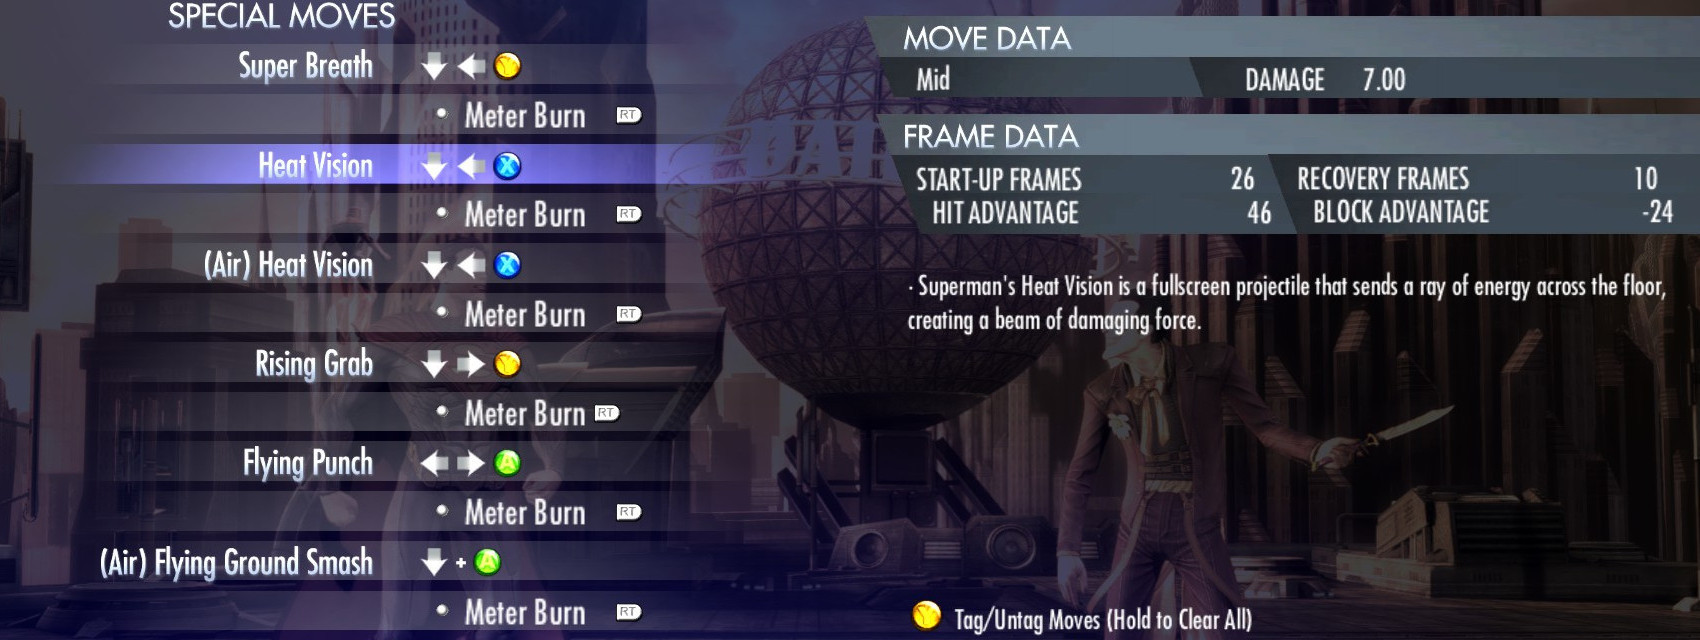 SPECIAL MOVES
Super Breath Y
• Meter Burn RT
Heat Vision X
• Meter Burn RT
(Air) Heat Vision X
• Meter Burn RT
Rising Grab Y
• Meter Burn RT
Flying Punch A
• Meter Burn RT
(Air) Flying Ground Smash + A
• Meter Burn RT
MOVE DATA
Mid DAMAGE 7.00
FRAME DATA
START-UP FRAMES 26 RECOVERY FRAMES 10
HIT ADVANTAGE 46 BLOCK ADVANTAGE -24
· Superman's Heat Vision is a fullscreen projectile that sends a ray of energy across the floor,
creating a beam of damaging force.
Y Tag/Untag Moves (Hold to Clear All)